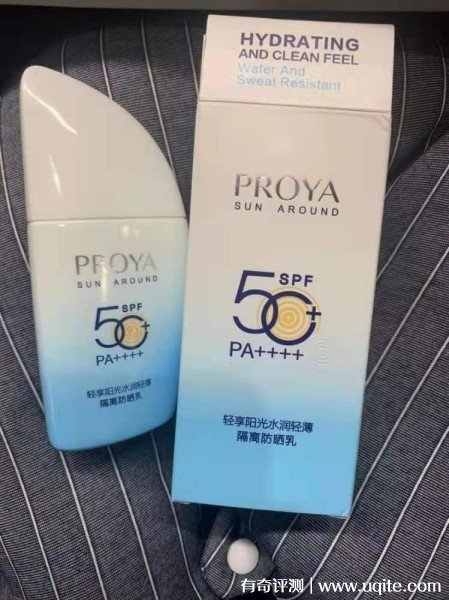 HYDRATING
AND CLEAN FEEL
Water And
Sweat Resistant
PROYA
SUN AROUND
SPF
50+
PA++++
轻享阳光水润轻薄
隔离防晒乳
PROYA
SUN AROUND
SPF
50+
PA++++
轻享阳光水润轻薄
隔离防晒乳
有奇评测 | www.uqite.com